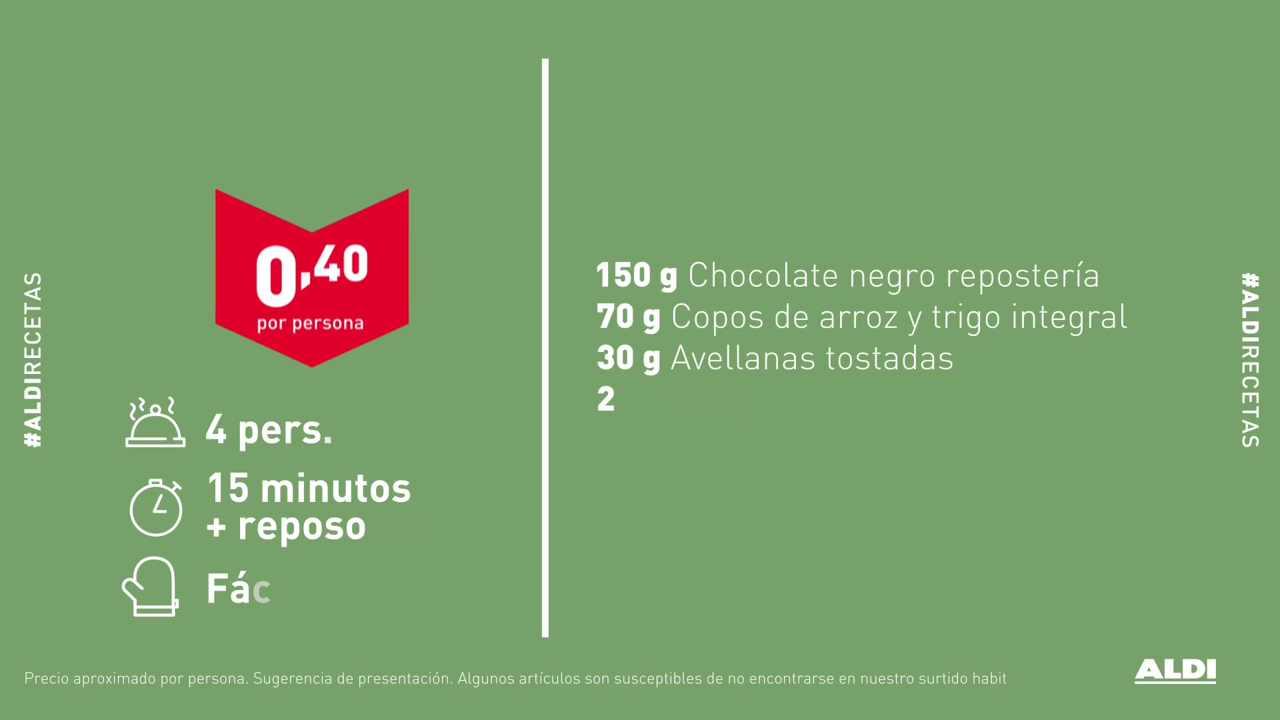 #ALDIRECETAS
0,40
por persona
4 pers.
15 minutos
+ reposo
Fác
150 g Chocolate negro repostería
70 g Copos de arroz y trigo integral
30 g Avellanas tostadas
2
#ALDIRECETAS
Precio aproximado por persona. Sugerencia de presentación. Algunos artículos son susceptibles de no encontrarse en nuestro surtido habit
ALDI